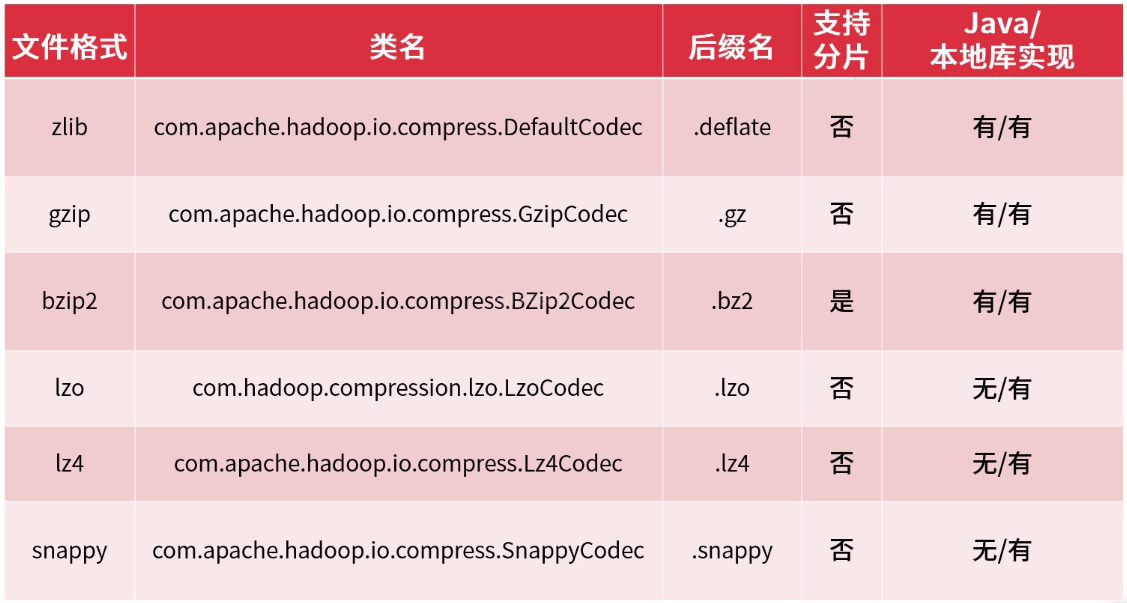 文件格式 类名 后缀名 支持分片 Java/本地库实现
zlib com.apache.hadoop.io.compress.DefaultCodec .deflate 否 有/有
gzip com.apache.hadoop.io.compress.GzipCodec .gz 否 有/有
bzip2 com.apache.hadoop.io.compress.BZip2Codec .bz2 是 有/有
lzo com.hadoop.compression.lzo.LzoCodec .lzo 否 无/有
lz4 com.apache.hadoop.io.compress.Lz4Codec .lz4 否 无/有
snappy com.apache.hadoop.io.compress.SnappyCodec .snappy 否 无/有